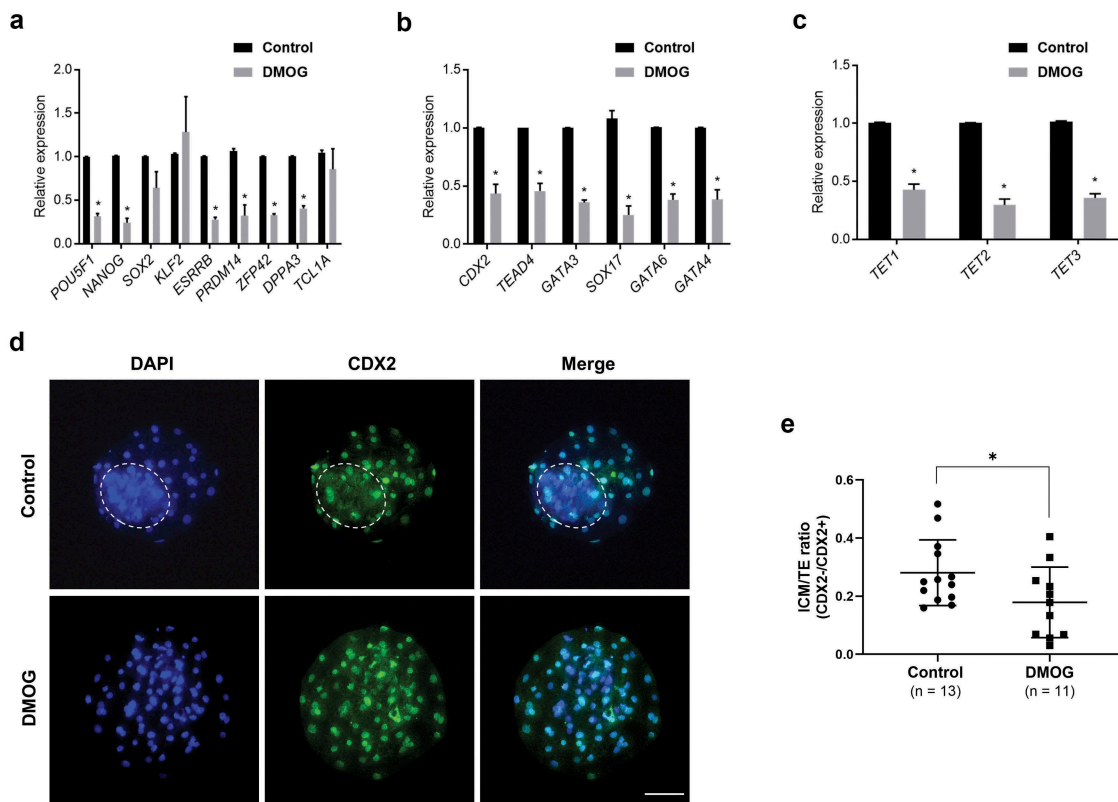 a
Control
DMOG
Relative expression
2.0
1.5
1.0
0.5
0.0
*
*
*
*
*
*
POU5F1
NANOG
SOX2
KLF2
ESRRB
PRDM14
ZFP42
DPPA3
TCL1A
b
Control
DMOG
Relative expression
1.5
1.0
0.5
0.0
*
*
*
*
*
*
CDX2
TEAD4
GATA3
SOX17
GATA6
GATA4
c
Control
DMOG
Relative expression
1.5
1.0
0.5
0.0
*
*
*
TET1
TET2
TET3
d
DAPI
CDX2
Merge
Control
DMOG
e
*
ICM/TE ratio
(CDX2-/CDX2+)
0.6
0.4
0.2
0.0
Control
(n = 13)
DMOG
(n = 11)